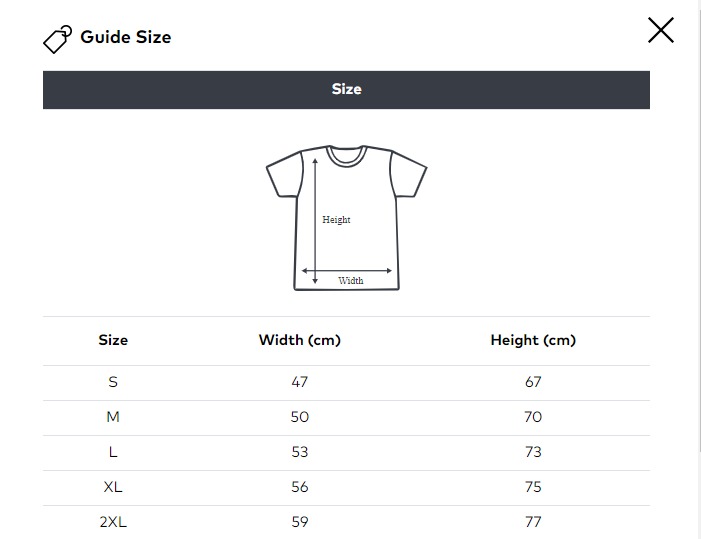 Guide Size
Size
Height
Width
Size Width (cm) Height (cm)
S 47 67
M 50 70
L 53 73
XL 56 75
2XL 59 77